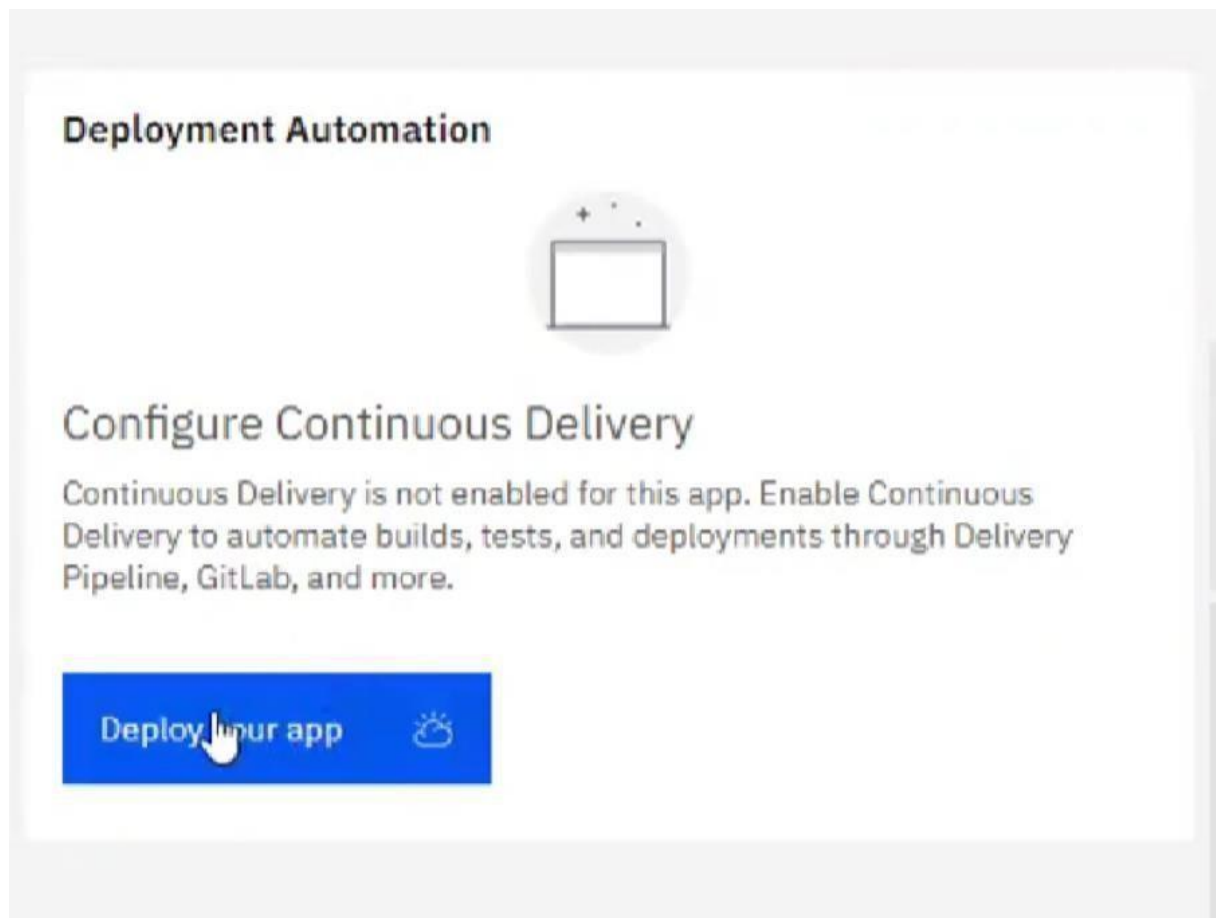 Deployment Automation
Configure Continuous Delivery
Continuous Delivery is not enabled for this app. Enable Continuous
Delivery to automate builds, tests, and deployments through Delivery
Pipeline, GitLab, and more.
Deploy your app